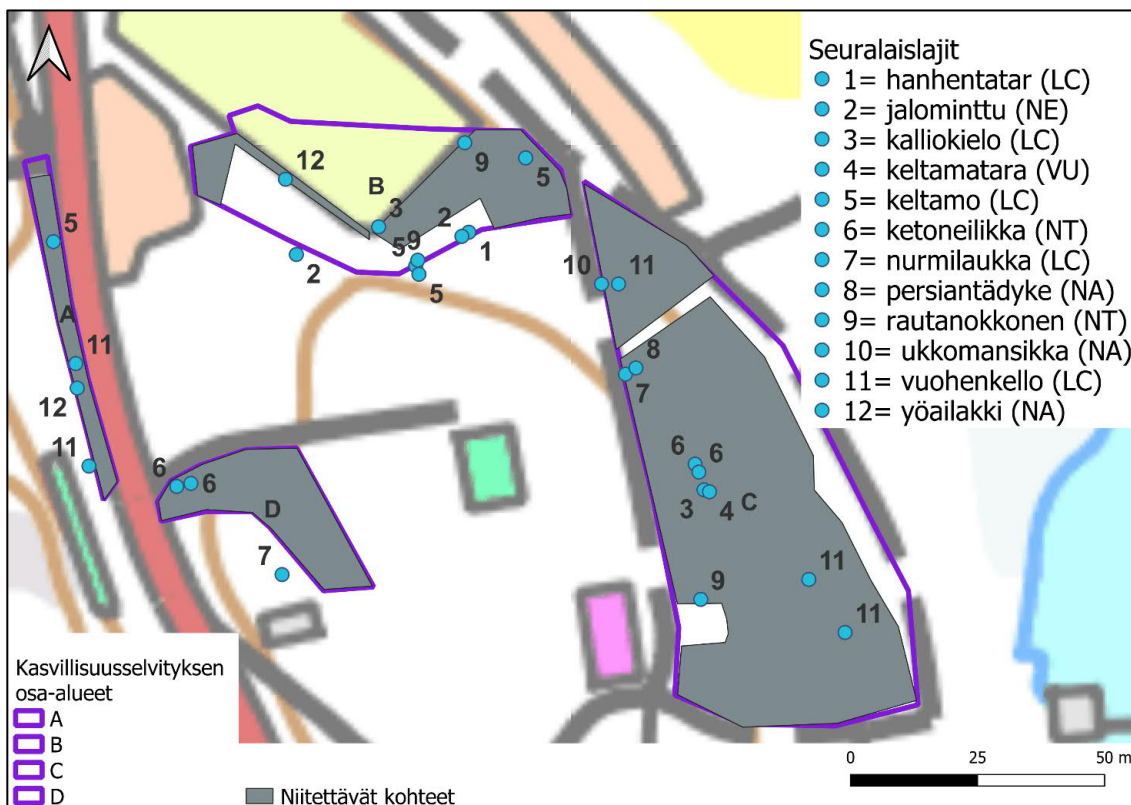 Seuralaislajit
1= hanhentatar (LC)
2= jalominttu (NE)
3= kalliokielo (LC)
4= keltamatara (VU)
5= keltamo (LC)
6= ketoneilikka (NT)
7= nurmilaukka (LC)
8= persiantädyke (NA)
9= rautanokkonen (NT)
10= ukkomansikka (NA)
11= vuohenkello (LC)
12= yöailakki (NA)
12
B
9
5
3
2
1
5
9
2
5
5
A
11
12
11
10
11
8
7
6
6
3
4
C
6
6
D
7
9
11
11
Kasvillisuusselvityksen
osa-alueet
A
B
C
D
Niitettävät kohteet
0 25 50 m